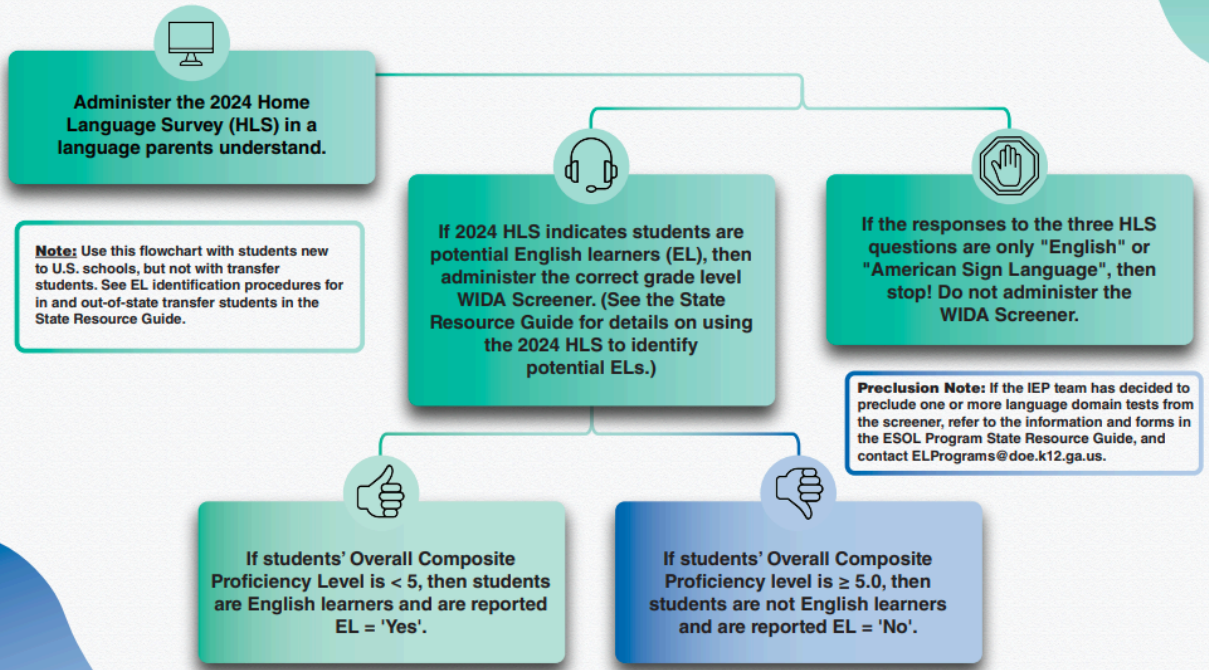 Administer the 2024 Home
Language Survey (HLS) in a
language parents understand.
Note: Use this flowchart with students new
to U.S. schools, but not with transfer
students. See EL identification procedures for
in and out-of-state transfer students in the
State Resource Guide.
If 2024 HLS indicates students are
potential English learners (EL), then
administer the correct grade level
WIDA Screener. (See the State
Resource Guide for details on using
the 2024 HLS to identify
potential ELs.)
If the responses to the three HLS
questions are only "English" or
"American Sign Language", then
stop! Do not administer the
WIDA Screener.
Preclusion Note: If the IEP team has decided to
preclude one or more language domain tests from
the screener, refer to the information and forms in
the ESOL Program State Resource Guide, and
contact ELPrograms@doe.k12.ga.us.
If students' Overall Composite
Proficiency Level is < 5, then students
are English learners and are reported
EL = 'Yes'.
If students' Overall Composite
Proficiency level is ≥ 5.0, then
students are not English learners
and are reported EL = 'No'.